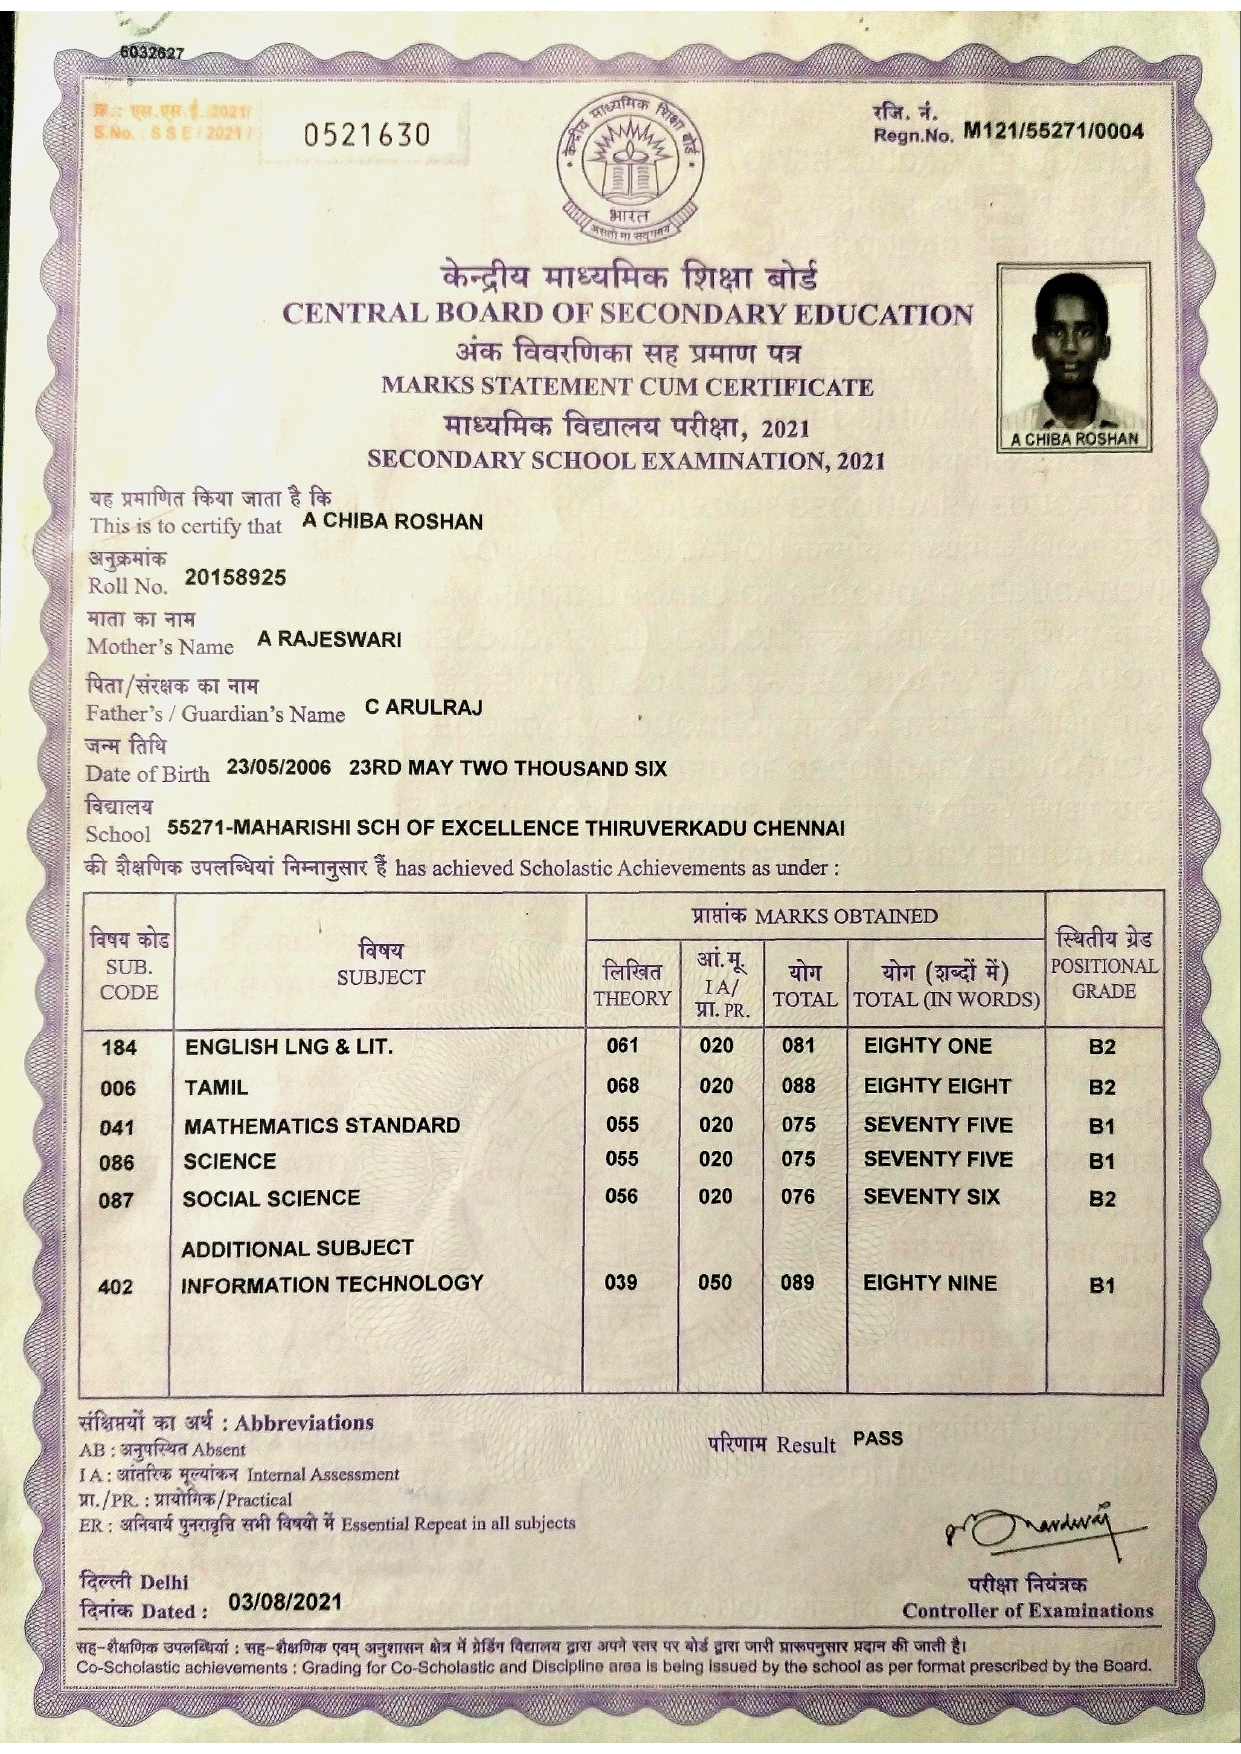 6032627
क्र.: एस.एस.ई./2021/
S.No.: SSE/2021/
0521630
रजि. नं.
Regn.No. M121/55271/0004
केन्द्रीय माध्यमिक शिक्षा बोर्ड
भारत
असतो मा सद्गमय
केन्द्रीय माध्यमिक शिक्षा बोर्ड
CENTRAL BOARD OF SECONDARY EDUCATION
अंक विवरणिका सह प्रमाण पत्र
MARKS STATEMENT CUM CERTIFICATE
माध्यमिक विद्यालय परीक्षा, 2021
SECONDARY SCHOOL EXAMINATION, 2021
A CHIBA ROSHAN
यह प्रमाणित किया जाता है कि
This is to certify that A CHIBA ROSHAN
अनुक्रमांक
Roll No. 20158925
माता का नाम
Mother's Name A RAJESWARI
पिता/संरक्षक का नाम
Father's / Guardian's Name C ARULRAJ
जन्म तिथि
Date of Birth 23/05/2006 23RD MAY TWO THOUSAND SIX
विद्यालय
School 55271-MAHARISHI SCH OF EXCELLENCE THIRUVERKADU CHENNAI
की शैक्षणिक उपलब्धियां निम्नानुसार हैं has achieved Scholastic Achievements as under :
विषय कोड SUB. CODE विषय SUBJECT प्राप्तांक MARKS OBTAINED स्थितीय ग्रेड POSITIONAL GRADE
लिखित THEORY आं.मू. I A/ प्रा. PR. योग TOTAL योग (शब्दों में) TOTAL (IN WORDS)
184 ENGLISH LNG & LIT. 061 020 081 EIGHTY ONE B2
006 TAMIL 068 020 088 EIGHTY EIGHT B2
041 MATHEMATICS STANDARD 055 020 075 SEVENTY FIVE B1
086 SCIENCE 055 020 075 SEVENTY FIVE B1
087 SOCIAL SCIENCE 056 020 076 SEVENTY SIX B2
ADDITIONAL SUBJECT
402 INFORMATION TECHNOLOGY 039 050 089 EIGHTY NINE B1
संक्षिप्तियों का अर्थ : Abbreviations
AB : अनुपस्थित Absent
I A : आंतरिक मूल्यांकन Internal Assessment
प्रा./PR. : प्रायोगिक/Practical
ER : अनिवार्य पुनरावृत्ति सभी विषयो में Essential Repeat in all subjects
परिणाम Result PASS
दिल्ली Delhi
दिनांक Dated : 03/08/2021
परीक्षा नियंत्रक
Controller of Examinations
सह-शैक्षणिक उपलब्धियां : सह-शैक्षणिक एवम् अनुशासन क्षेत्र में ग्रेडिंग विद्यालय द्वारा अपने स्तर पर बोर्ड द्वारा जारी प्रारूपनुसार प्रदान की जाती है।
Co-Scholastic achievements : Grading for Co-Scholastic and Discipline area is being issued by the school as per format prescribed by the Board.